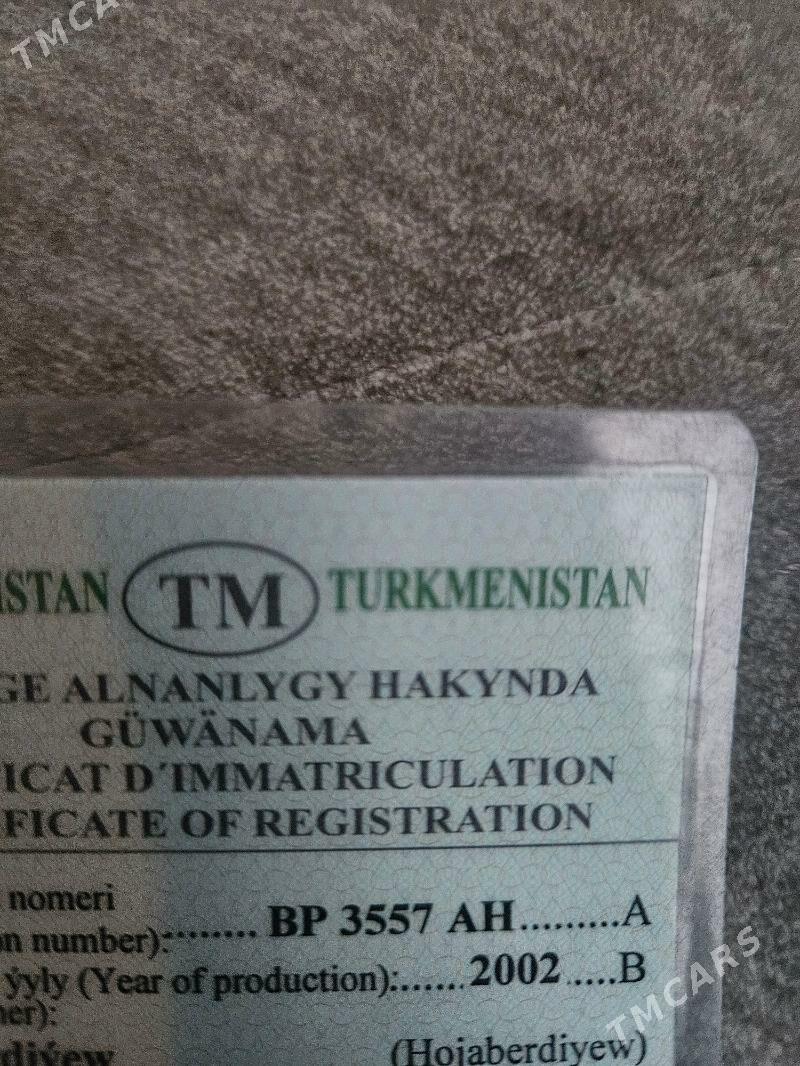 TMCARS
ISTAN TM TURKMENISTAN
GE ALNANLYGY HAKYNDA
GÜWÄNAMA
ICAT D´IMMATRICULATION
FICATE OF REGISTRATION
nomeri
on number):........ BP 3557 AH.........A
ýyly (Year of production):......2002.....B
ner):
rdiýew (Hojaberdiyew)
TMCARS